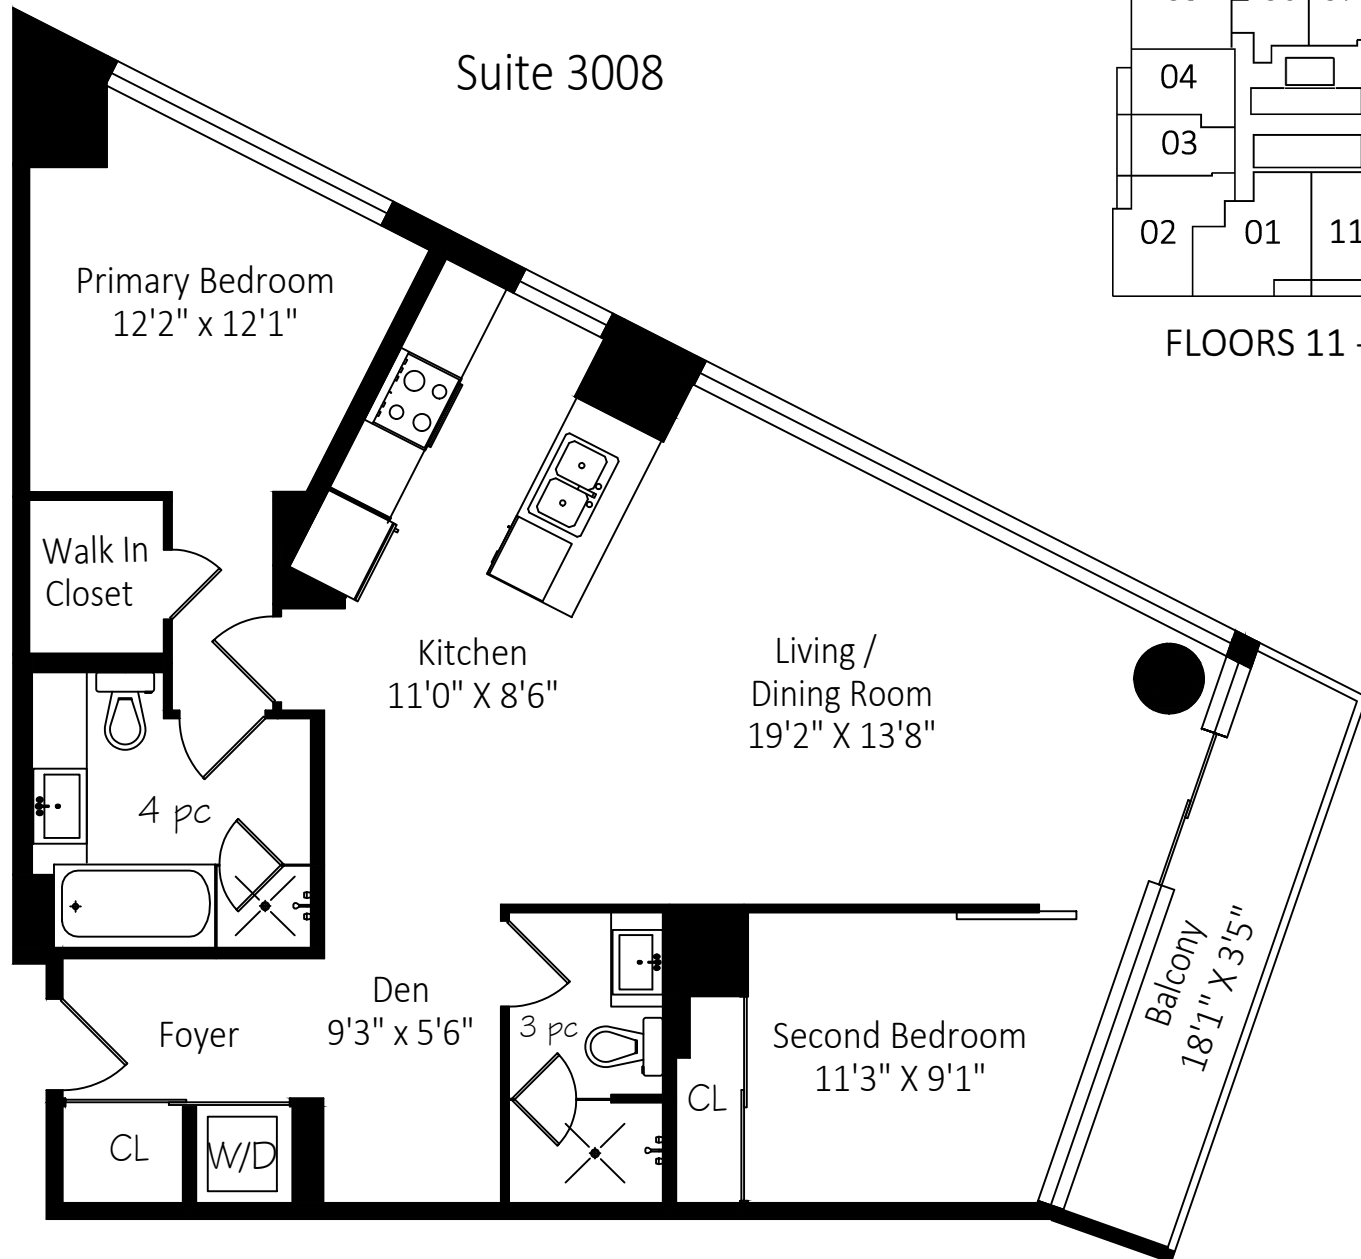 Suite 3008
04
03
02
01
11
FLOORS 11 -
Primary Bedroom
12'2" x 12'1"
Walk In
Closet
Kitchen
11'0" X 8'6"
Living /
Dining Room
19'2" X 13'8"
4 pc
Balcony
18'1" X 3'5"
Den
9'3" x 5'6"
Foyer
3 pc
Second Bedroom
11'3" X 9'1"
CL
CL
W/D